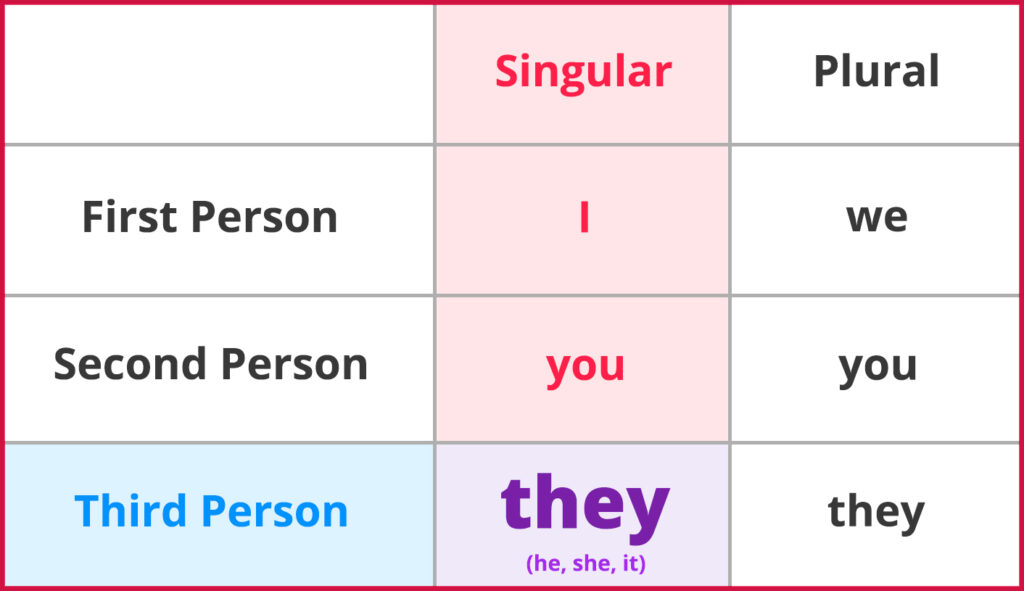 Singular Plural
First Person I we
Second Person you you
Third Person they they
(he, she, it)